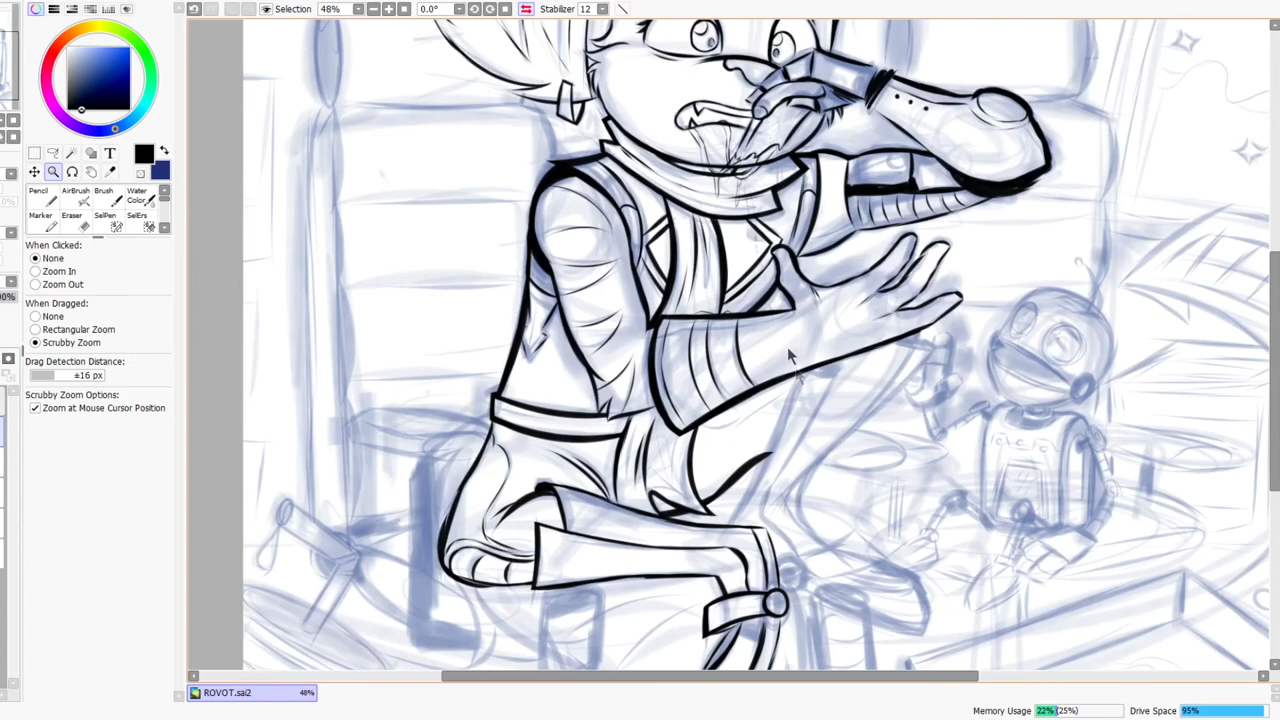 Selection 48% 0.0° Stabilizer 12
T
Pencil AirBrush Brush Water Color
Marker Eraser SelPen SelErs
When Clicked:
None
Zoom In
Zoom Out
When Dragged:
None
Rectangular Zoom
Scrubby Zoom
Drag Detection Distance:
±16 px
Scrubby Zoom Options:
Zoom at Mouse Cursor Position
ROVOT.sai2 48%
Memory Usage 22% (25%) Drive Space 95%